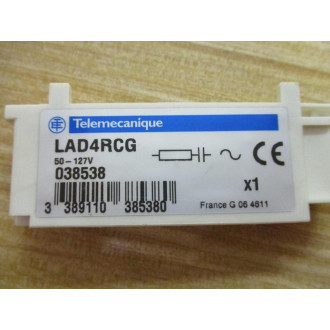 Telemecanique
LAD4RCG
50-127V
038538
x1
3 389110 385380
France G 06 4611